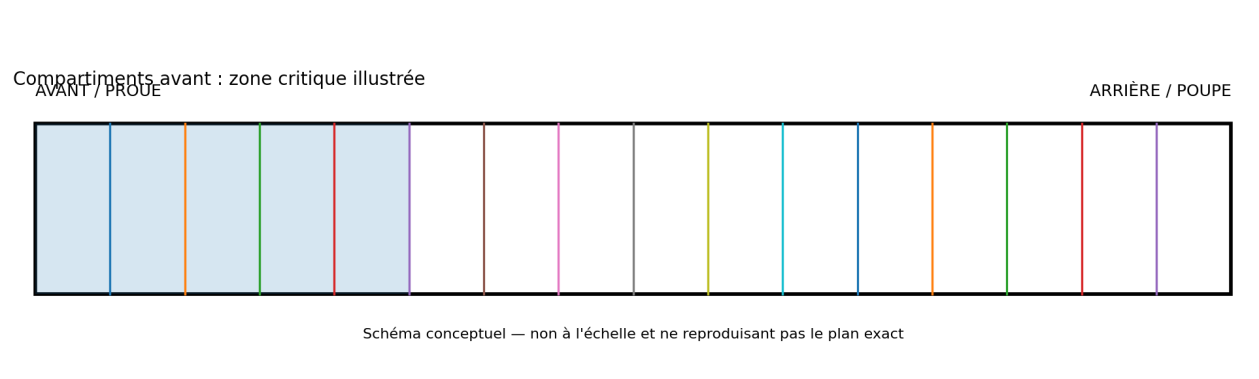 Compartiments avant : zone critique illustrée
AVANT / PROUE
ARRIÈRE / POUPE
Schéma conceptuel — non à l'échelle et ne reproduisant pas le plan exact